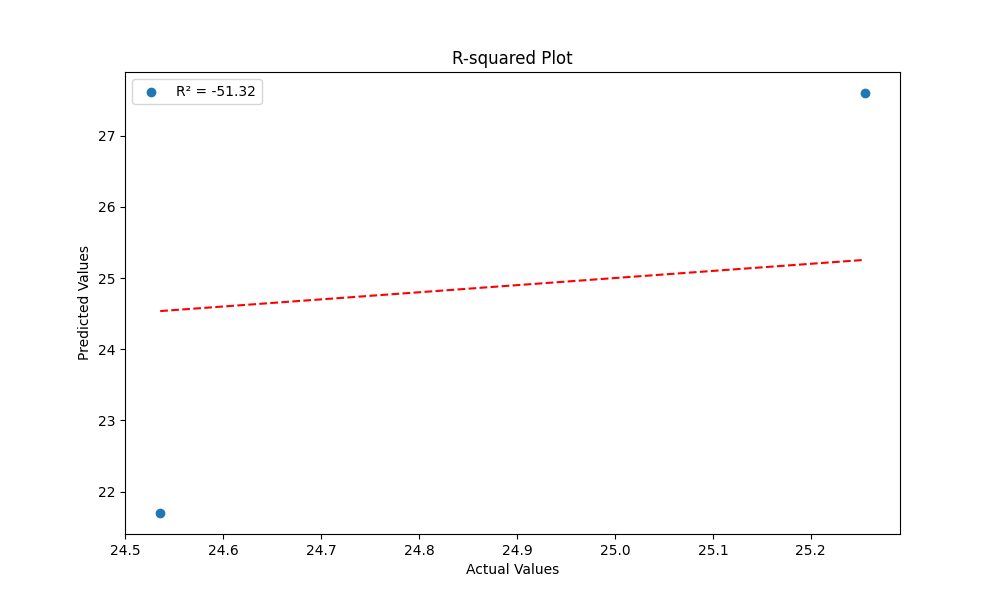 R-squared Plot
R² = -51.32
27
26
25
24
23
22
Predicted Values
24.5 24.6 24.7 24.8 24.9 25.0 25.1 25.2
Actual Values